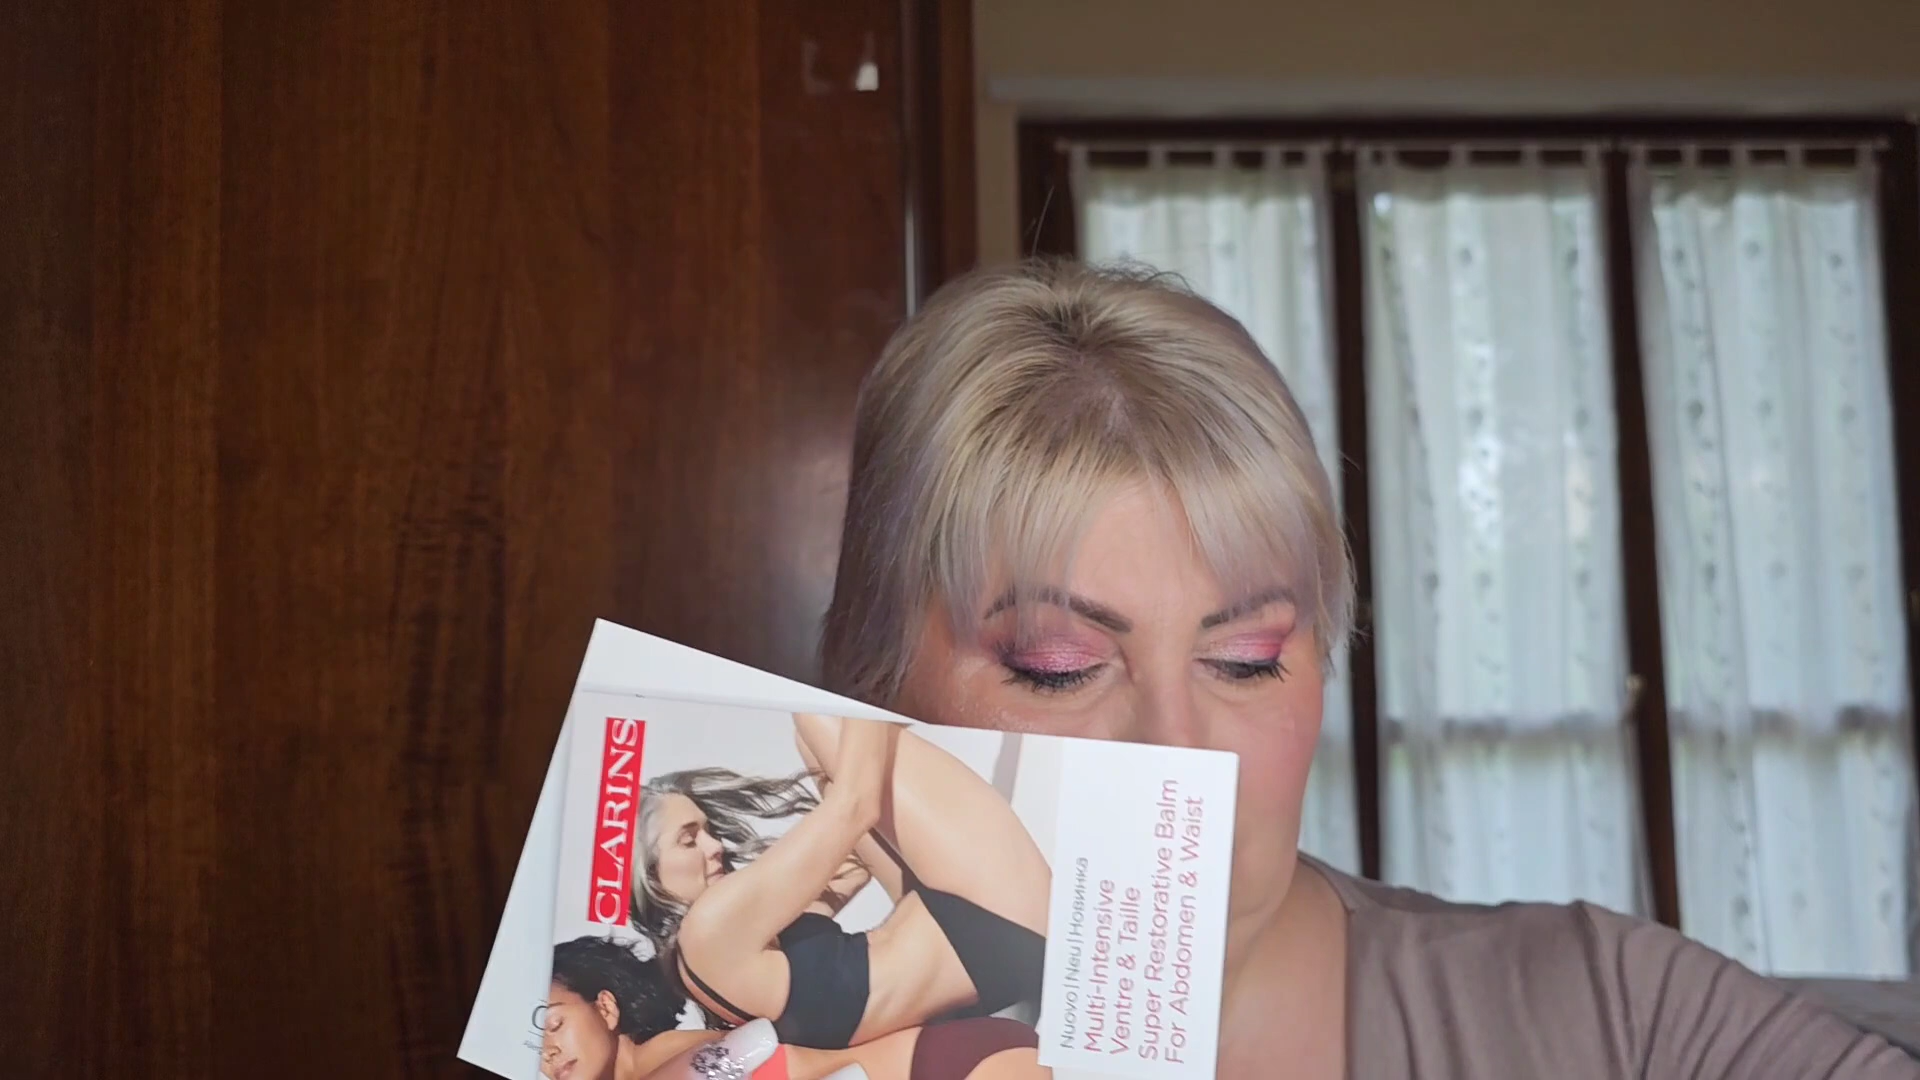 CLARINS
Nuovo|Neu|Новинка
Multi-Intensive
Ventre & Taille
Super Restorative Balm
For Abdomen & Waist